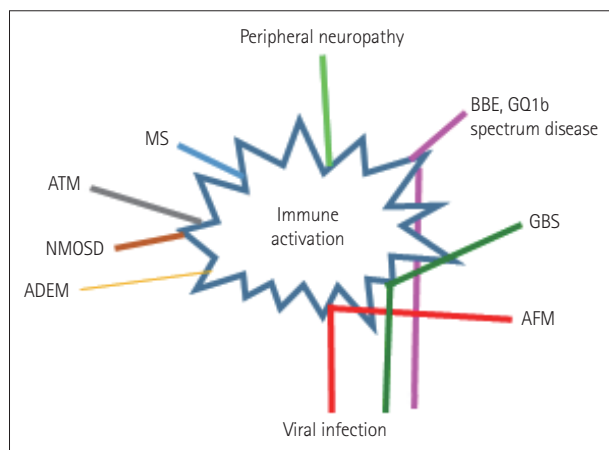 Peripheral neuropathy
BBE, GQ1b
spectrum disease
MS
ATM
Immune
activation
GBS
NMOSD
ADEM
AFM
Viral infection